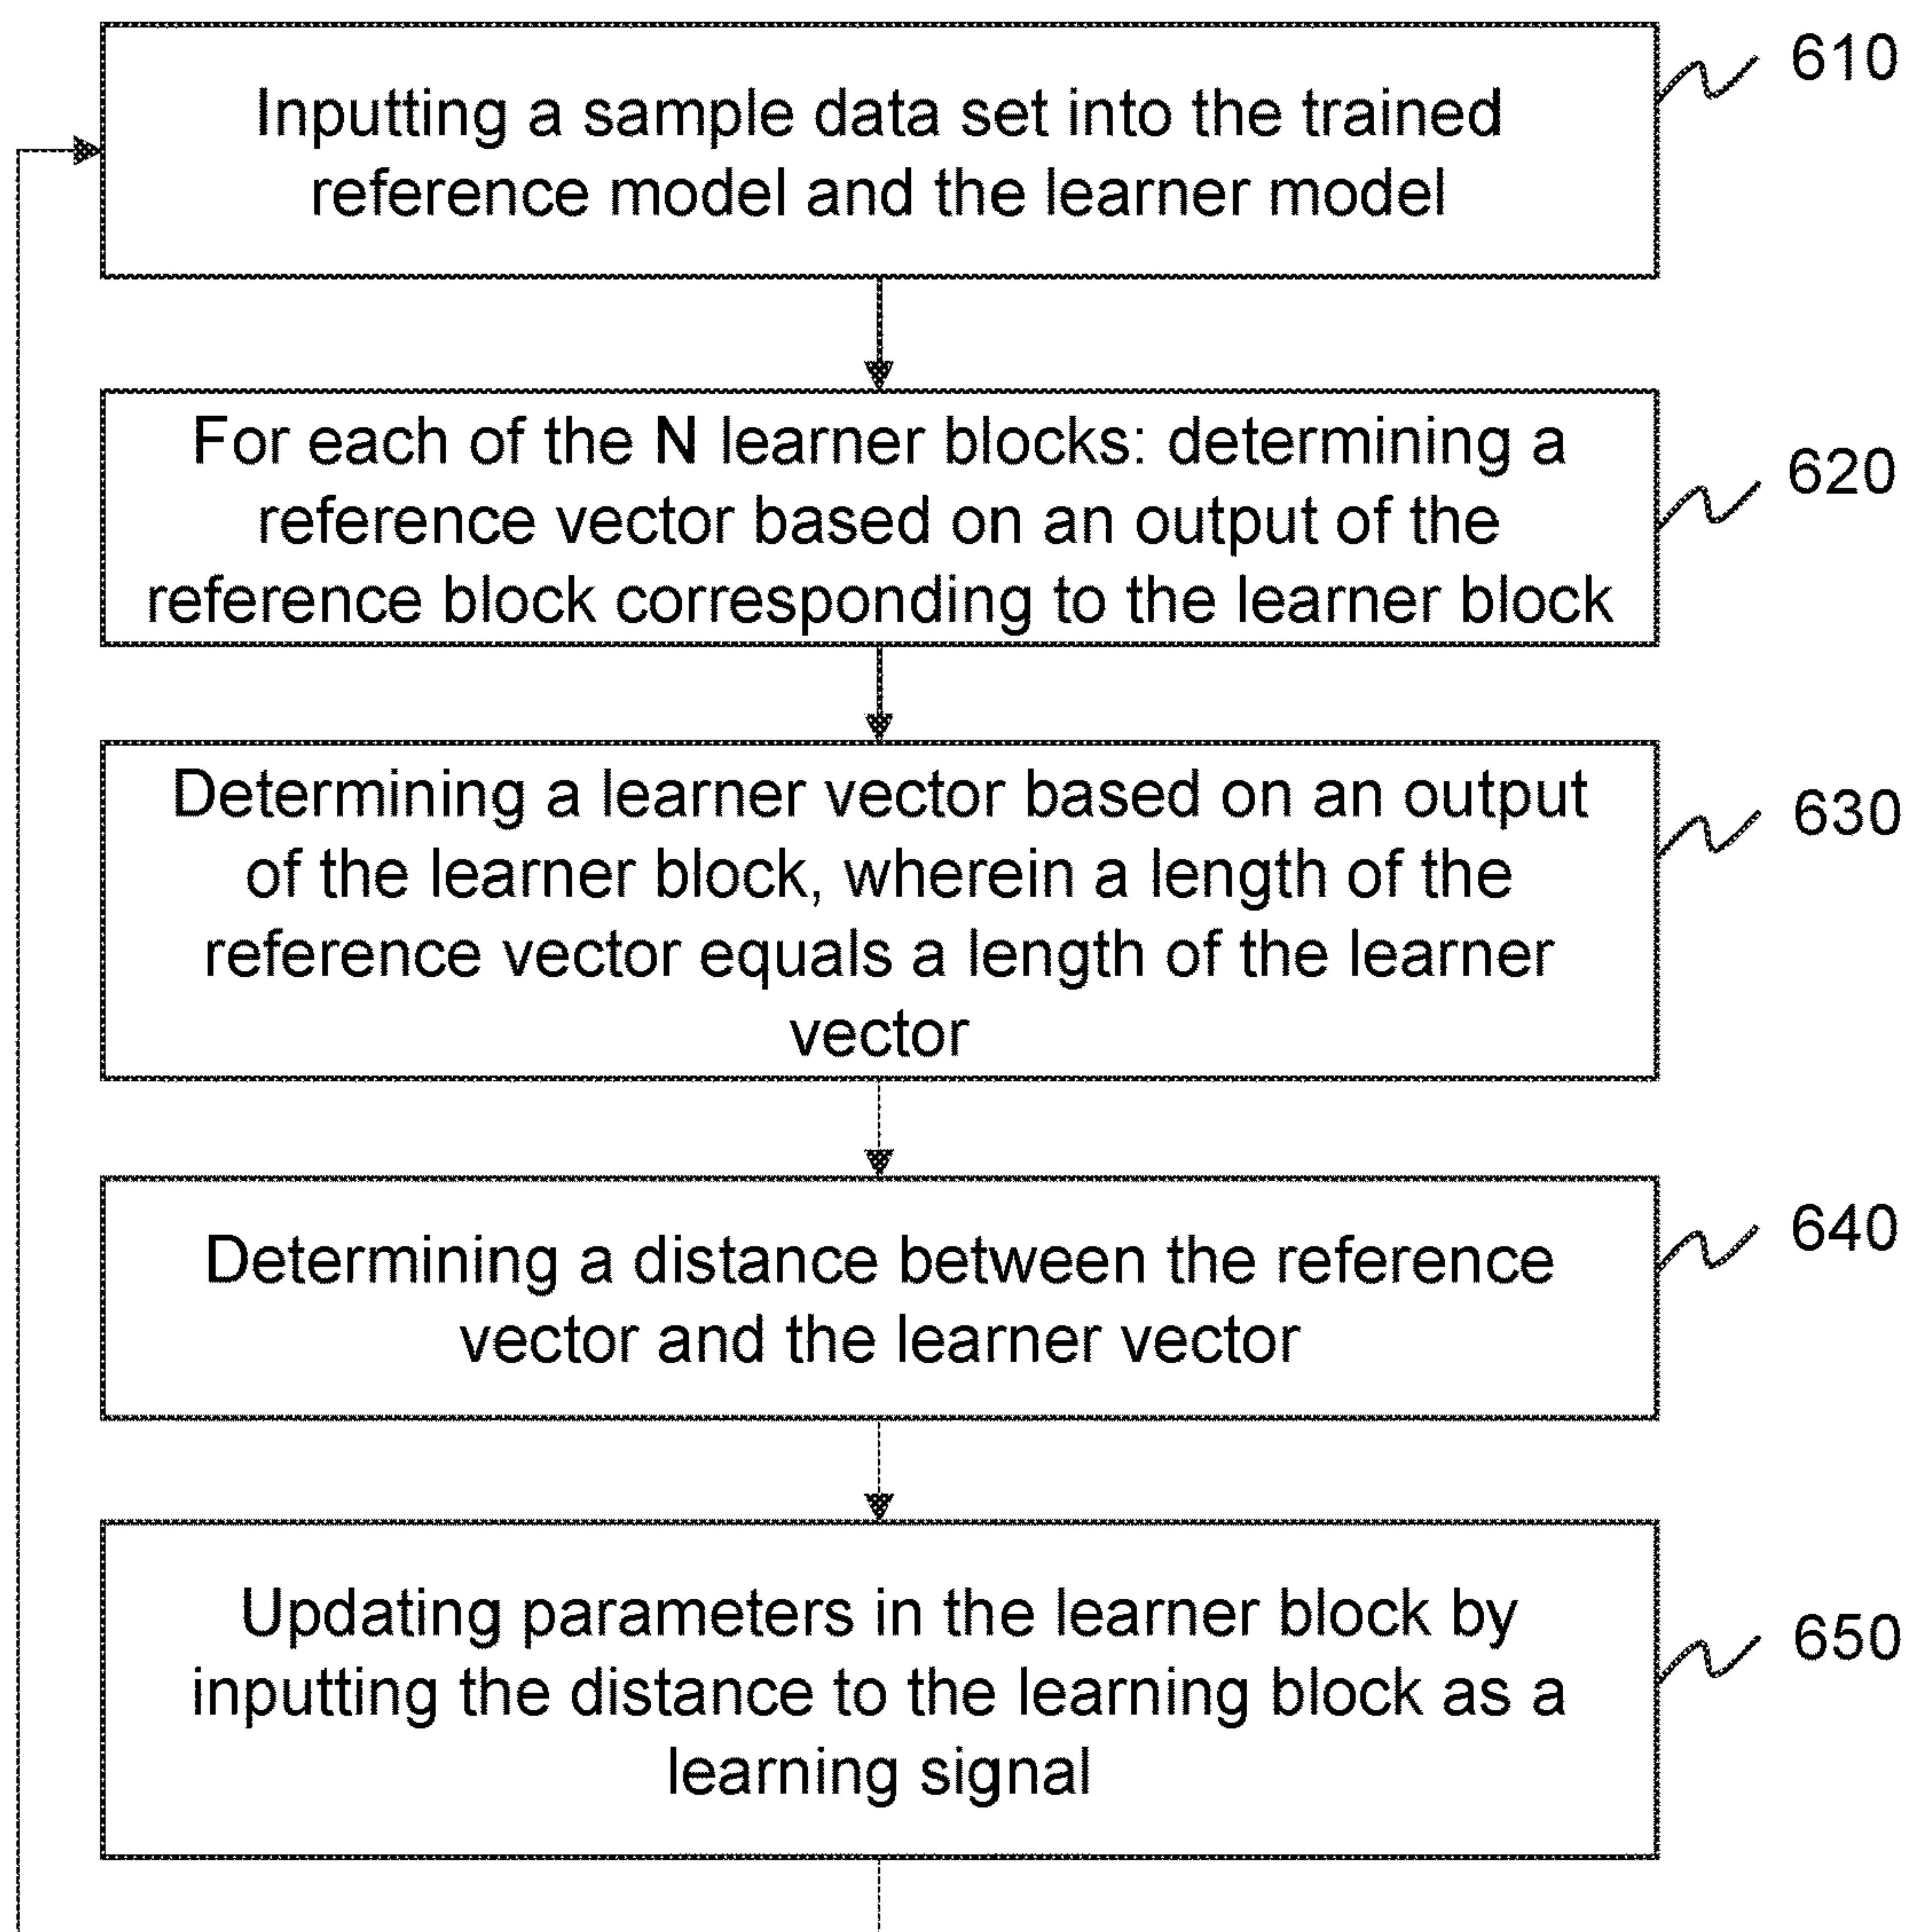 610
Inputting a sample data set into the trained
reference model and the learner model
For each of the N learner blocks: determining a
620
reference vector based on an output of the
reference block corresponding to the learner block
Determining a learner vector based on an output
630
of the learner block, wherein a length of the
reference vector equals a length of the learner
vector
640
Determining a distance between the reference
vector and the learner vector
Updating parameters in the learner block by
650
inputting the distance to the learning block as a
learning signal